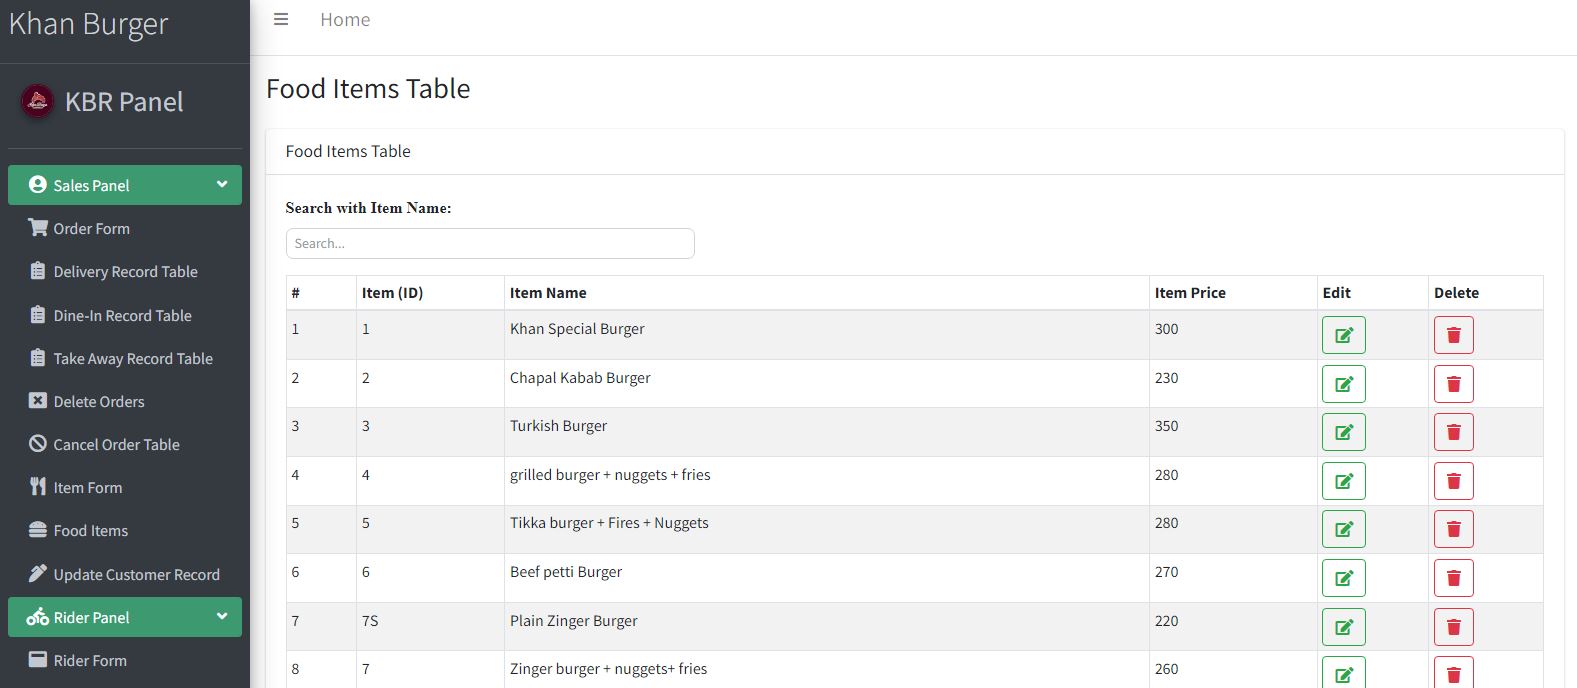 Khan Burger
Home
KBR Panel
Sales Panel
Order Form
Delivery Record Table
Dine-In Record Table
Take Away Record Table
Delete Orders
Cancel Order Table
Item Form
Food Items
Update Customer Record
Rider Panel
Rider Form
Food Items Table
Food Items Table
Search with Item Name:
Search...
# Item (ID) Item Name Item Price Edit Delete
1 1 Khan Special Burger 300
2 2 Chapal Kabab Burger 230
3 3 Turkish Burger 350
4 4 grilled burger + nuggets + fries 280
5 5 Tikka burger + Fires + Nuggets 280
6 6 Beef petti Burger 270
7 7S Plain Zinger Burger 220
8 7 Zinger burger + nuggets+ fries 260